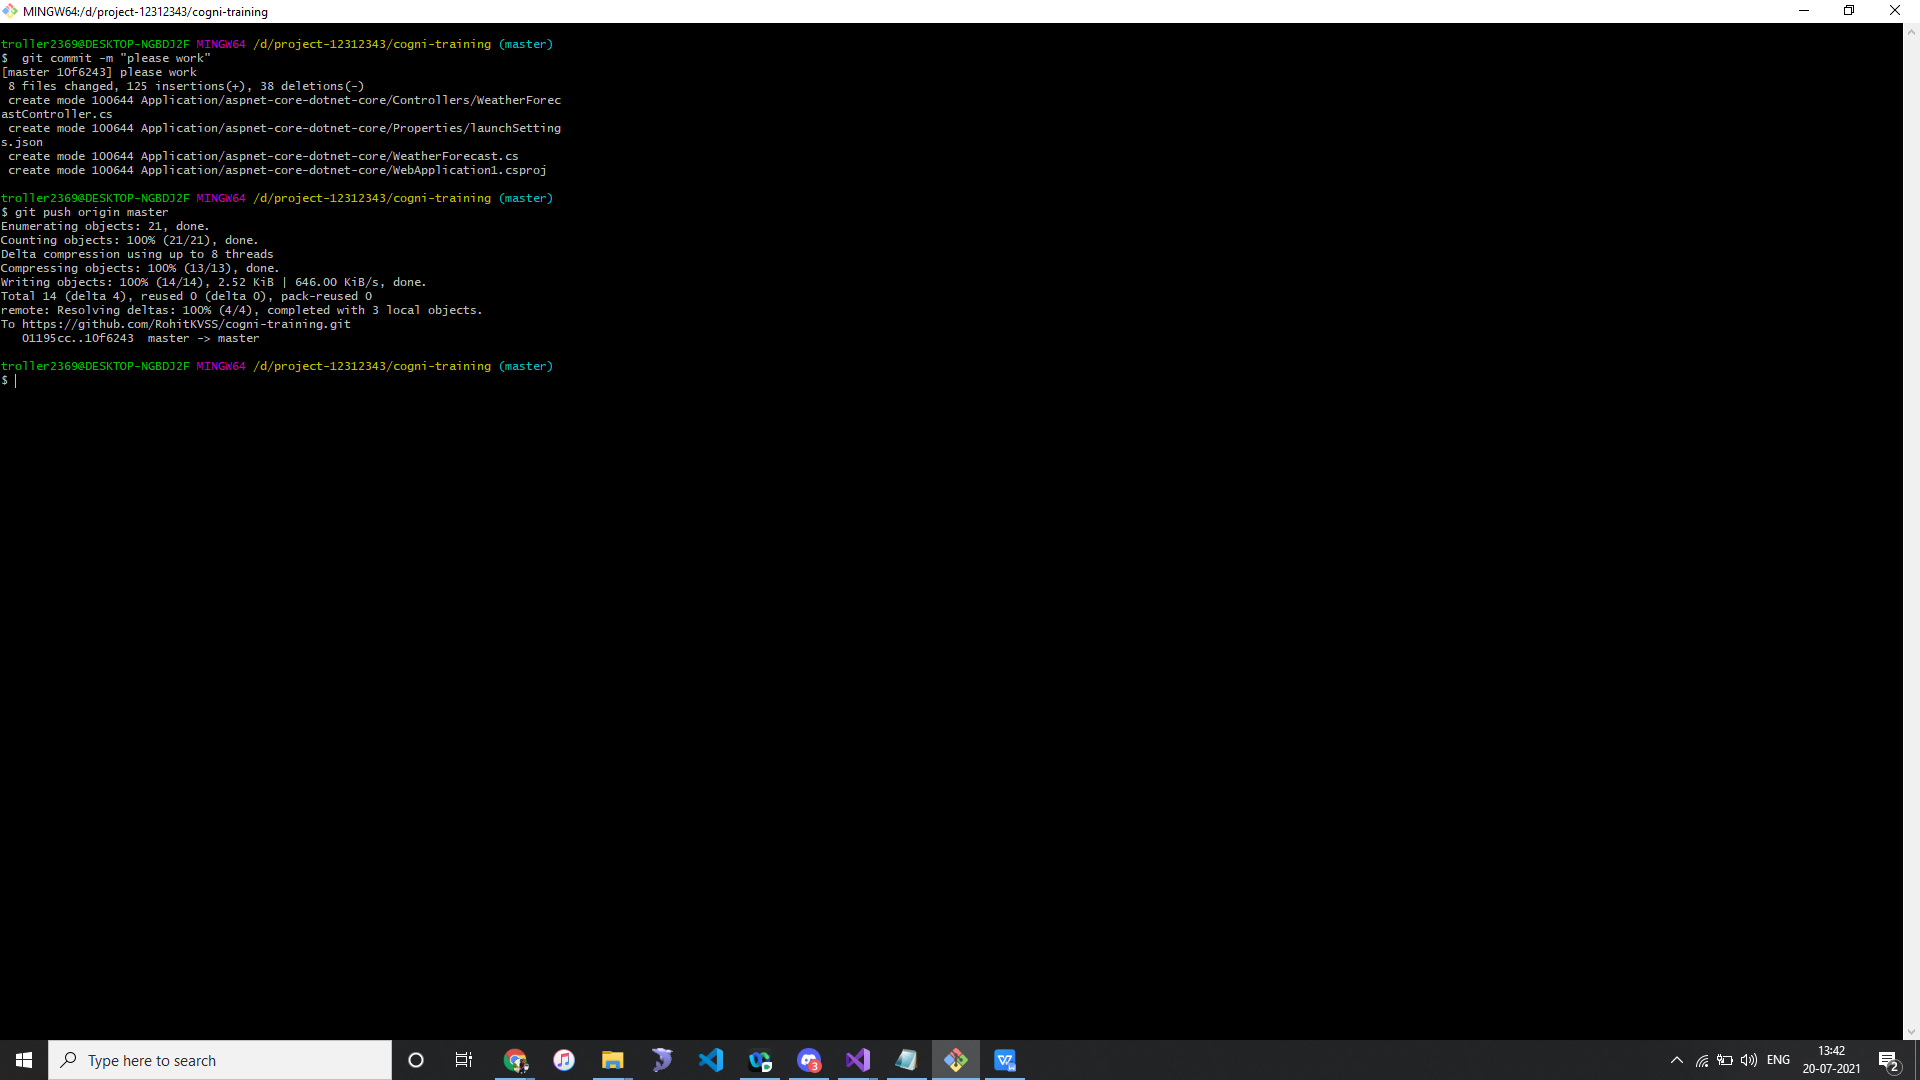 MINGW64:/d/project-12312343/cogni-training
troller2369@DESKTOP-NGBDJ2F MINGW64 /d/project-12312343/cogni-training (master)
$  git commit -m "please work"
[master 10f6243] please work
 8 files changed, 125 insertions(+), 38 deletions(-)
 create mode 100644 Application/aspnet-core-dotnet-core/Controllers/WeatherForec
astController.cs
 create mode 100644 Application/aspnet-core-dotnet-core/Properties/launchSetting
s.json
 create mode 100644 Application/aspnet-core-dotnet-core/WeatherForecast.cs
 create mode 100644 Application/aspnet-core-dotnet-core/WebApplication1.csproj
troller2369@DESKTOP-NGBDJ2F MINGW64 /d/project-12312343/cogni-training (master)
$ git push origin master
Enumerating objects: 21, done.
Counting objects: 100% (21/21), done.
Delta compression using up to 8 threads
Compressing objects: 100% (13/13), done.
Writing objects: 100% (14/14), 2.52 KiB | 646.00 KiB/s, done.
Total 14 (delta 4), reused 0 (delta 0), pack-reused 0
remote: Resolving deltas: 100% (4/4), completed with 3 local objects.
To https://github.com/RohitKVSS/cogni-training.git
   01195cc..10f6243  master -> master
troller2369@DESKTOP-NGBDJ2F MINGW64 /d/project-12312343/cogni-training (master)
$
Type here to search
3
ENG
13:42
20-07-2021
2